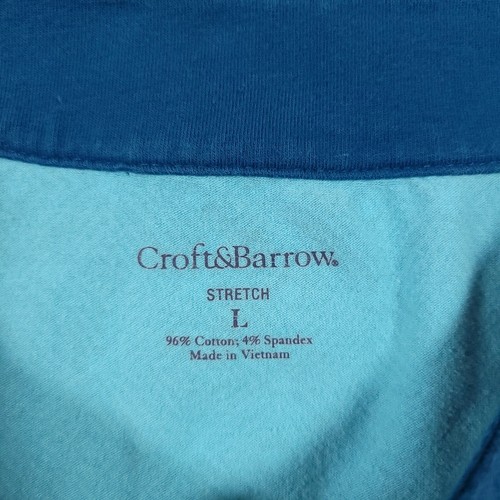 Croft&Barrow®
STRETCH
L
96% Cotton; 4% Spandex
Made in Vietnam